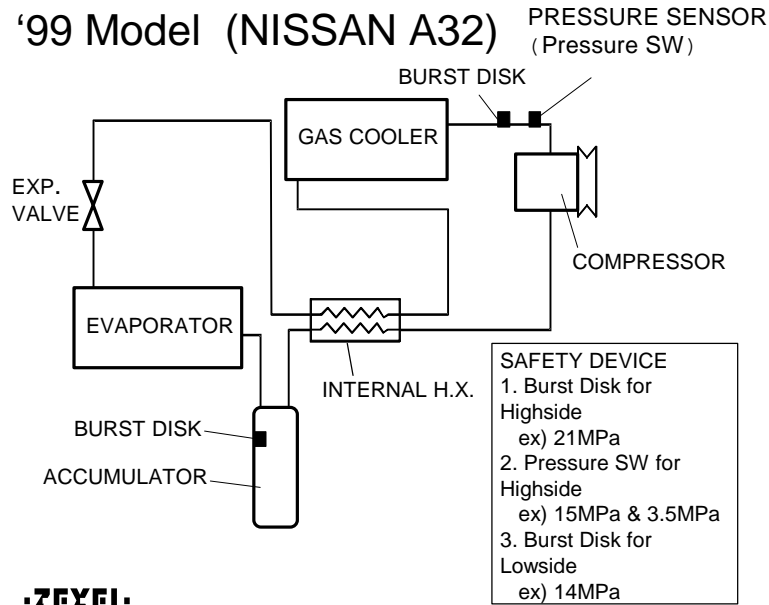 ‘99 Model (NISSAN A32)
PRESSURE SENSOR
(Pressure SW)
BURST DISK
GAS COOLER
EXP.
VALVE
COMPRESSOR
EVAPORATOR
INTERNAL H.X.
BURST DISK
ACCUMULATOR
SAFETY DEVICE
1. Burst Disk for
Highside
ex) 21MPa
2. Pressure SW for
Highside
ex) 15MPa & 3.5MPa
3. Burst Disk for
Lowside
ex) 14MPa
·ZEXEL·